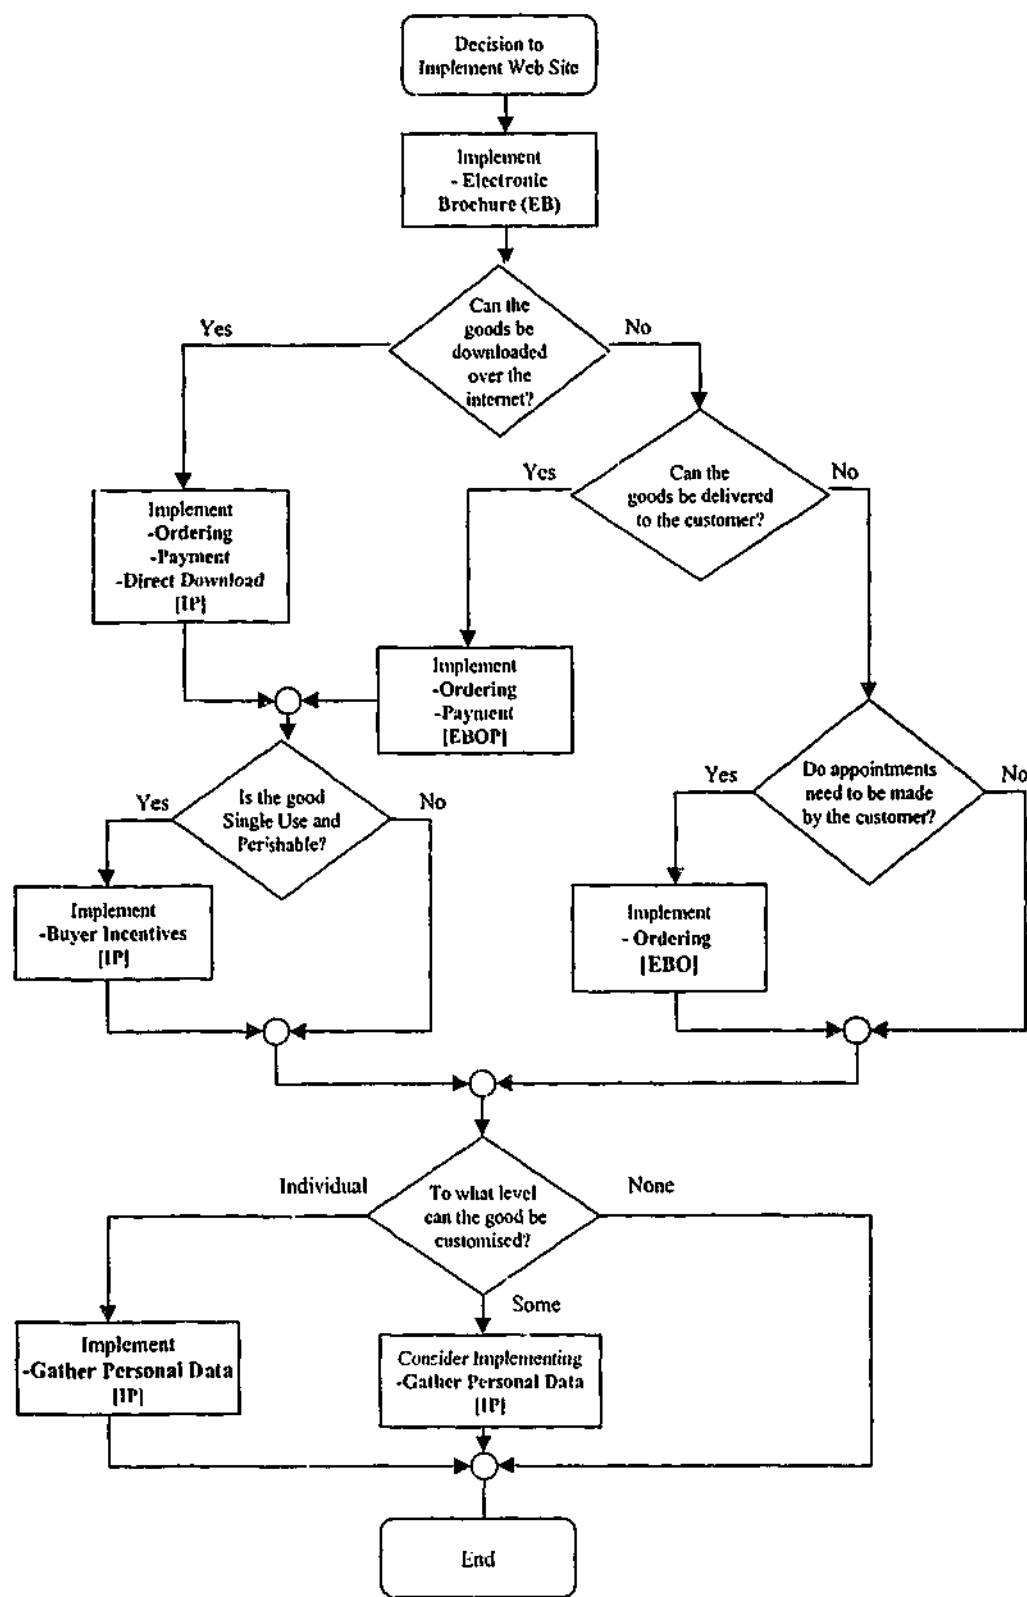 Decision to
Implement Web Site
Implement
- Electronic
Brochure (EB)
Can the
goods be
downloaded
over the
internet?
Yes
No
Can the
goods be delivered
to the customer?
Yes
No
Implement
-Ordering
-Payment
-Direct Download
[IP]
Implement
-Ordering
-Payment
[EBOP]
Do appointments
need to be made
by the customer?
Yes
No
Is the good
Single Use and
Perishable?
Yes
No
Implement
-Buyer Incentives
[IP]
Implement
- Ordering
[EBO]
To what level
can the good be
customised?
Individual
None
Some
Implement
-Gather Personal Data
[IP]
Consider Implementing
-Gather Personal Data
[IP]
End